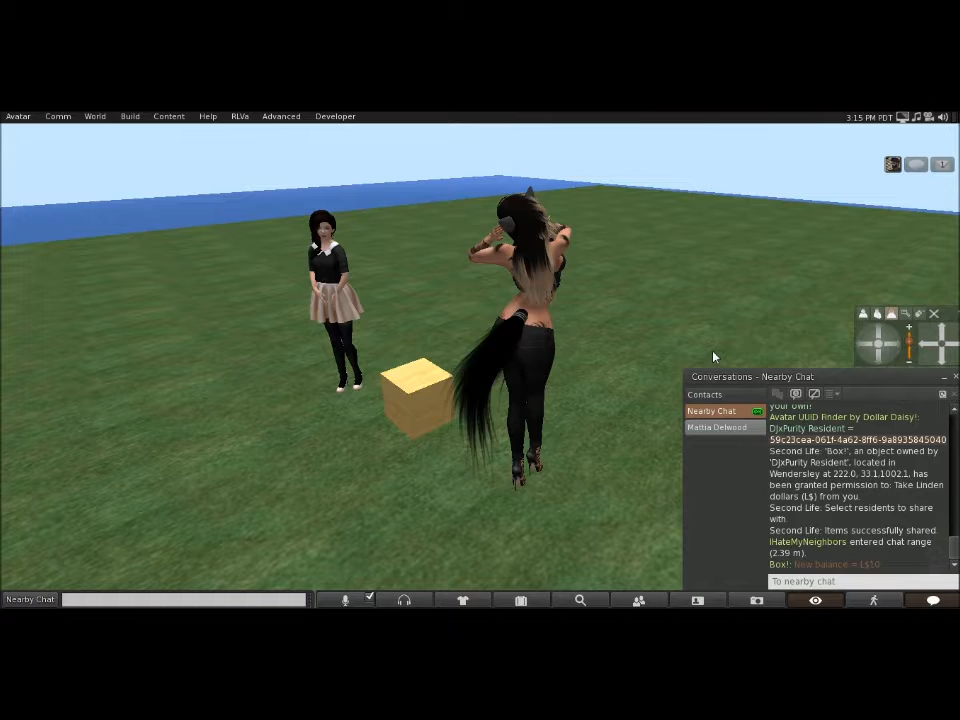 Avatar Comm World Build Content Help RLVa Advanced Developer 3:15 PM PDT
Conversations - Nearby Chat
Contacts
Nearby Chat
Mattia Delwood
your own!
Avatar UUID Finder by Dollar Daisy!:
DJxPurity Resident =
59c23cea-061f-4a62-8ff6-9a8935845040
Second Life: 'Box!', an object owned by
'DJxPurity Resident', located in
Wendersley at 222.0, 33.1,1002.1, has
been granted permission to: Take Linden
dollars (L$) from you.
Second Life: Select residents to share
with.
Second Life: Items successfully shared.
IHateMyNeighbors entered chat range
(2.39 m).
Box!: New balance = L$10
To nearby chat
Nearby Chat